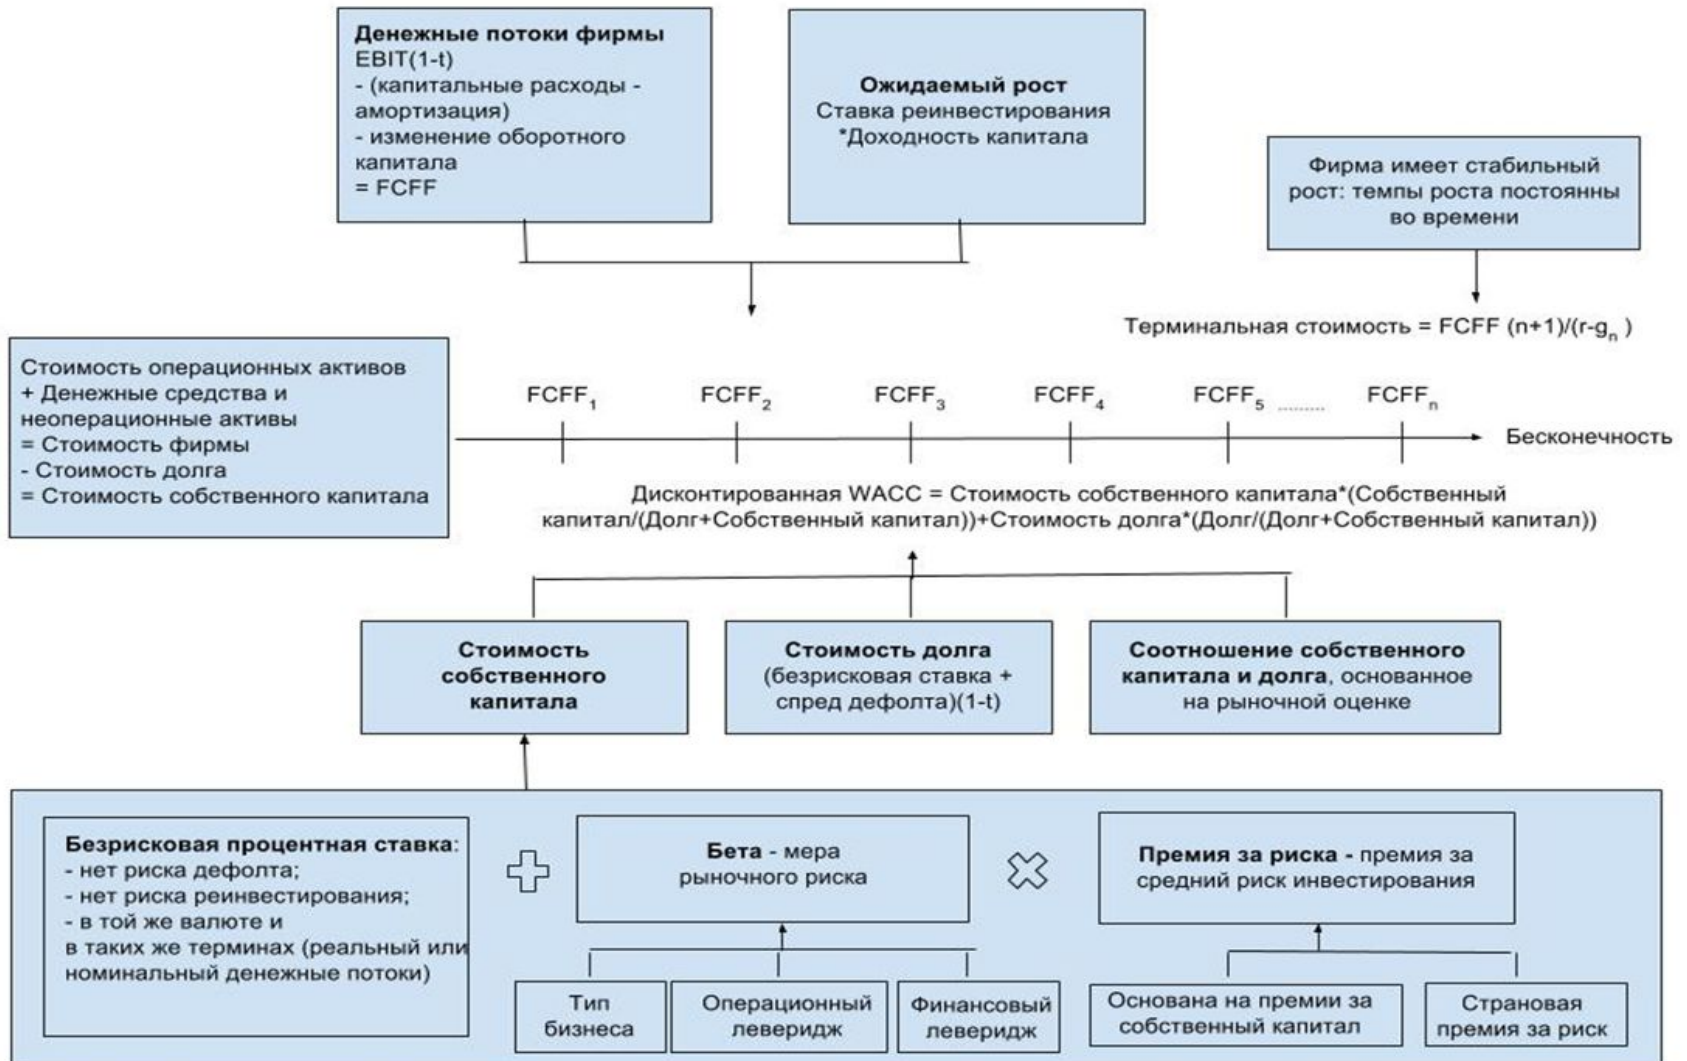 Денежные потоки фирмы
EBIT(1-t)
- (капитальные расходы -
амортизация)
- изменение оборотного
капитала
= FCFF
Ожидаемый рост
Ставка реинвестирования
*Доходность капитала
Фирма имеет стабильный
рост: темпы роста постоянны
во времени
Терминальная стоимость = FCFF (n+1)/(r-gn )
Стоимость операционных активов
+ Денежные средства и
неоперационные активы
= Стоимость фирмы
- Стоимость долга
= Стоимость собственного капитала
FCFF1 FCFF2 FCFF3 FCFF4 FCFF5 ......... FCFFn
Бесконечность
Дисконтированная WACC = Стоимость собственного капитала*(Собственный
капитал/(Долг+Собственный капитал))+Стоимость долга*(Долг/(Долг+Собственный капитал))
Стоимость
собственного
капитала
Стоимость долга
(безрисковая ставка +
спред дефолта)(1-t)
Соотношение собственного
капитала и долга, основанное
на рыночной оценке
Безрисковая процентная ставка:
- нет риска дефолта;
- нет риска реинвестирования;
- в той же валюте и
в таких же терминах (реальный или
номинальный денежные потоки)
Бета - мера
рыночного риска
Премия за риска - премия за
средний риск инвестирования
Тип
бизнеса
Операционный
леверидж
Финансовый
леверидж
Основана на премии за
собственный капитал
Страновая
премия за риск